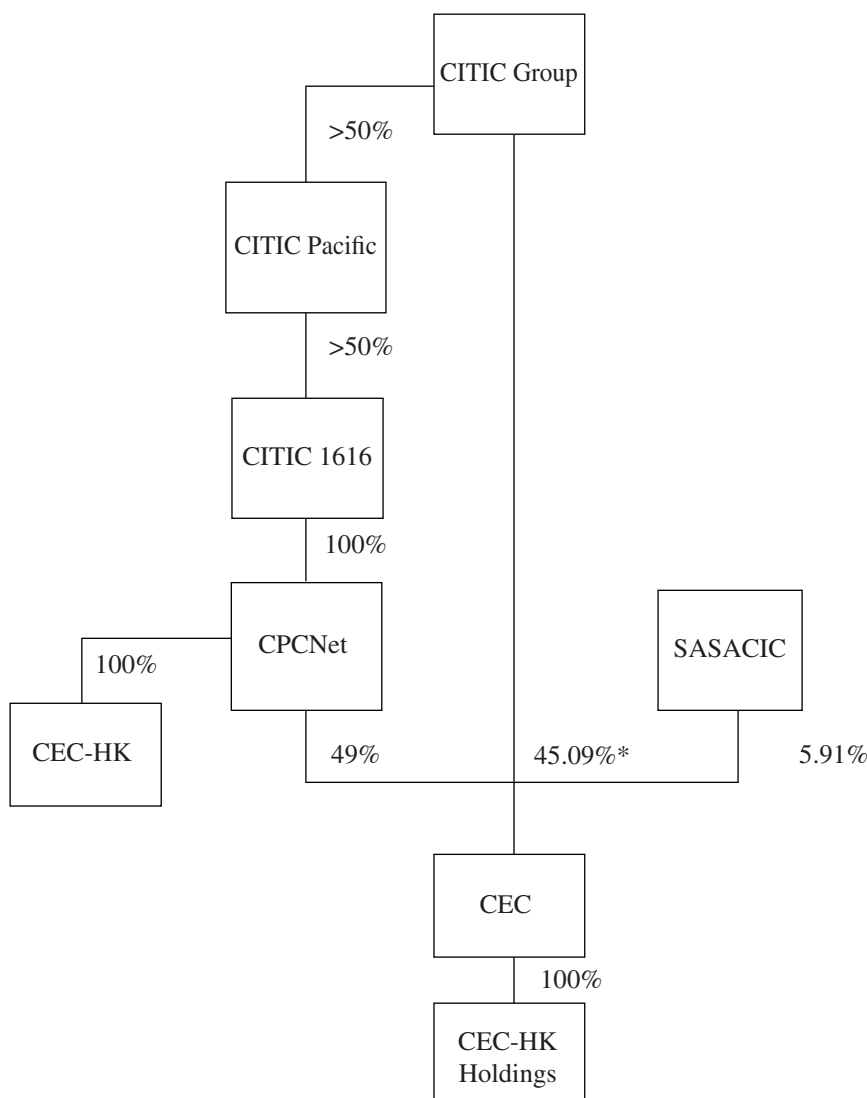 CITIC Group
>50%
CITIC Pacific
>50%
CITIC 1616
100%
CPCNet
SASACIC
100%
CEC-HK
49%
45.09%*
5.91%
CEC
100%
CEC-HK
Holdings